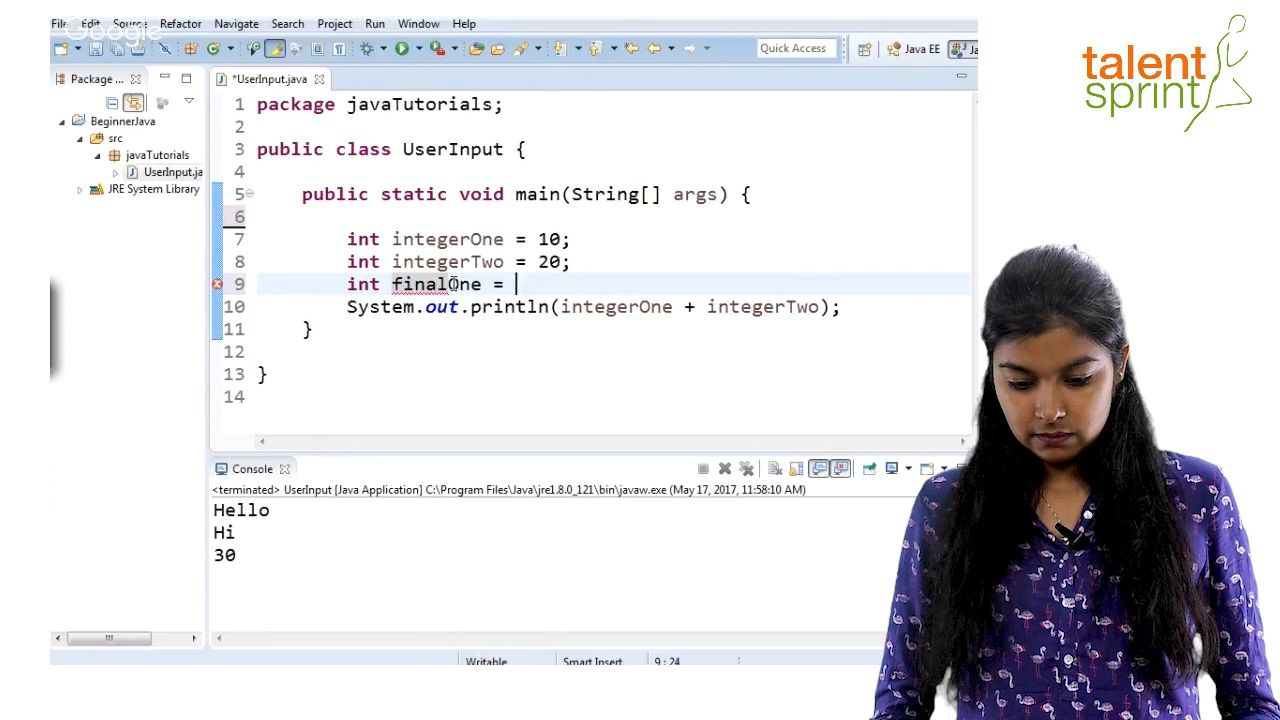 File Edit Source Refactor Navigate Search Project Run Window Help
Google
Quick Access
Java EE
Package ...
*UserInput.java
BeginnerJava
src
javaTutorials
UserInput.ja
JRE System Library
1 package javaTutorials;
2
3 public class UserInput {
4
5 public static void main(String[] args) {
6
7 int integerOne = 10;
8 int integerTwo = 20;
9 int finalOne =
10 System.out.println(integerOne + integerTwo);
11 }
12
13 }
14
Console
<terminated> UserInput [Java Application] C:\Program Files\Java\jre1.8.0_121\bin\javaw.exe (May 17, 2017, 11:58:10 AM)
Hello
Hi
30
Writable Smart Insert 9 : 24
talent
sprint